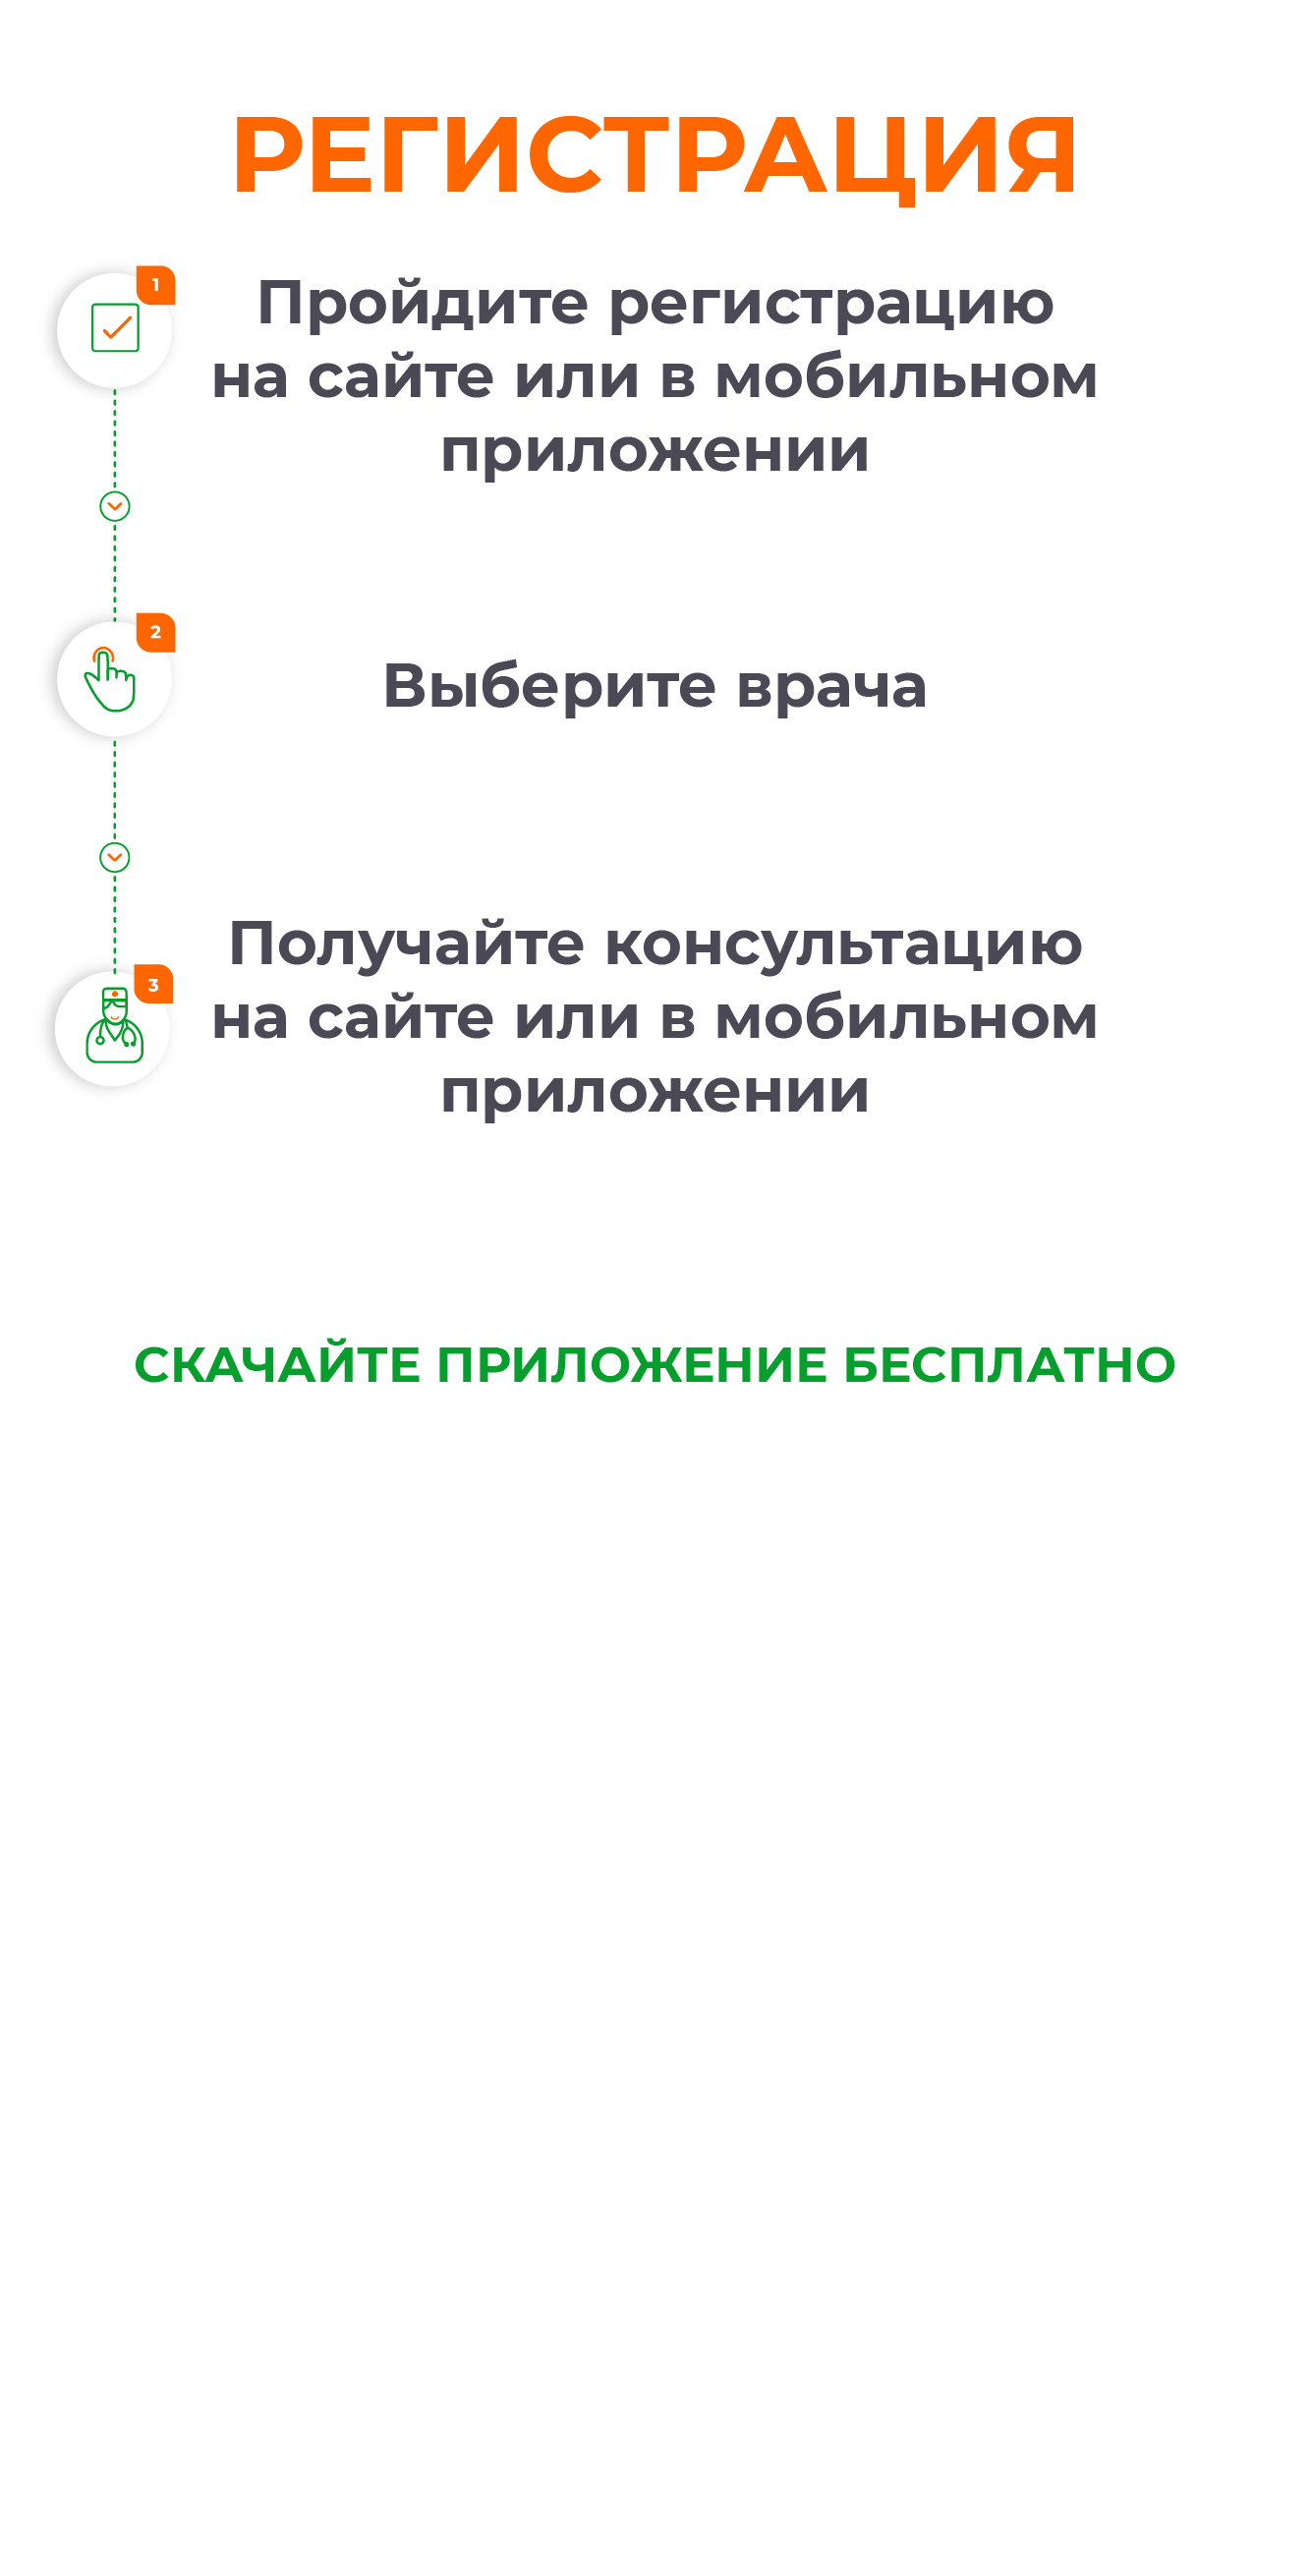 РЕГИСТРАЦИЯ
1
Пройдите регистрацию
на сайте или в мобильном
приложении
2
Выберите врача
3
Получайте консультацию
на сайте или в мобильном
приложении
СКАЧАЙТЕ ПРИЛОЖЕНИЕ БЕСПЛАТНО